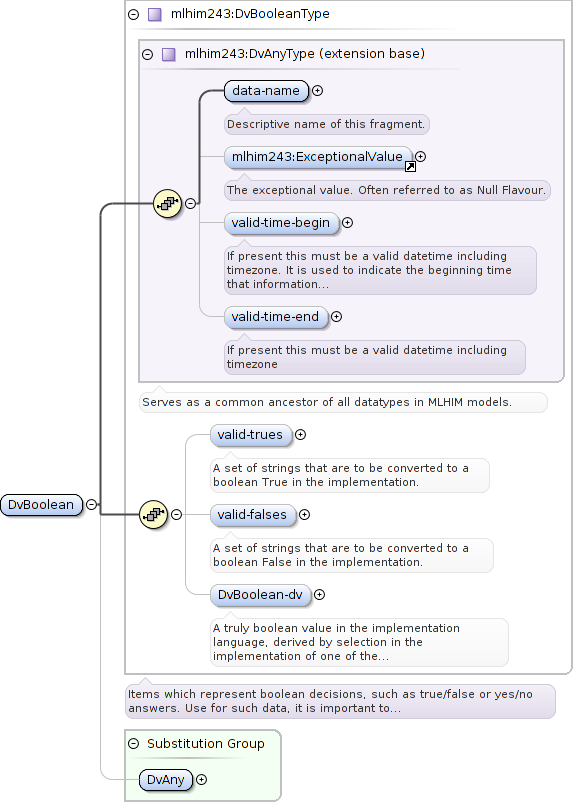 mlhim243:DvBooleanType
mlhim243:DvAnyType (extension base)
data-name
Descriptive name of this fragment.
mlhim243:ExceptionalValue
The exceptional value. Often referred to as Null Flavour.
valid-time-begin
If present this must be a valid datetime including
timezone. It is used to indicate the beginning time
that information...
valid-time-end
If present this must be a valid datetime including
timezone
Serves as a common ancestor of all datatypes in MLHIM models.
valid-trues
A set of strings that are to be converted to a
boolean True in the implementation.
DvBoolean
valid-falses
A set of strings that are to be converted to a
boolean False in the implementation.
DvBoolean-dv
A truly boolean value in the implementation
language, derived by selection in the
implementation of one of the...
Items which represent boolean decisions, such as true/false or yes/no
answers. Use for such data, it is important to...
Substitution Group
DvAny